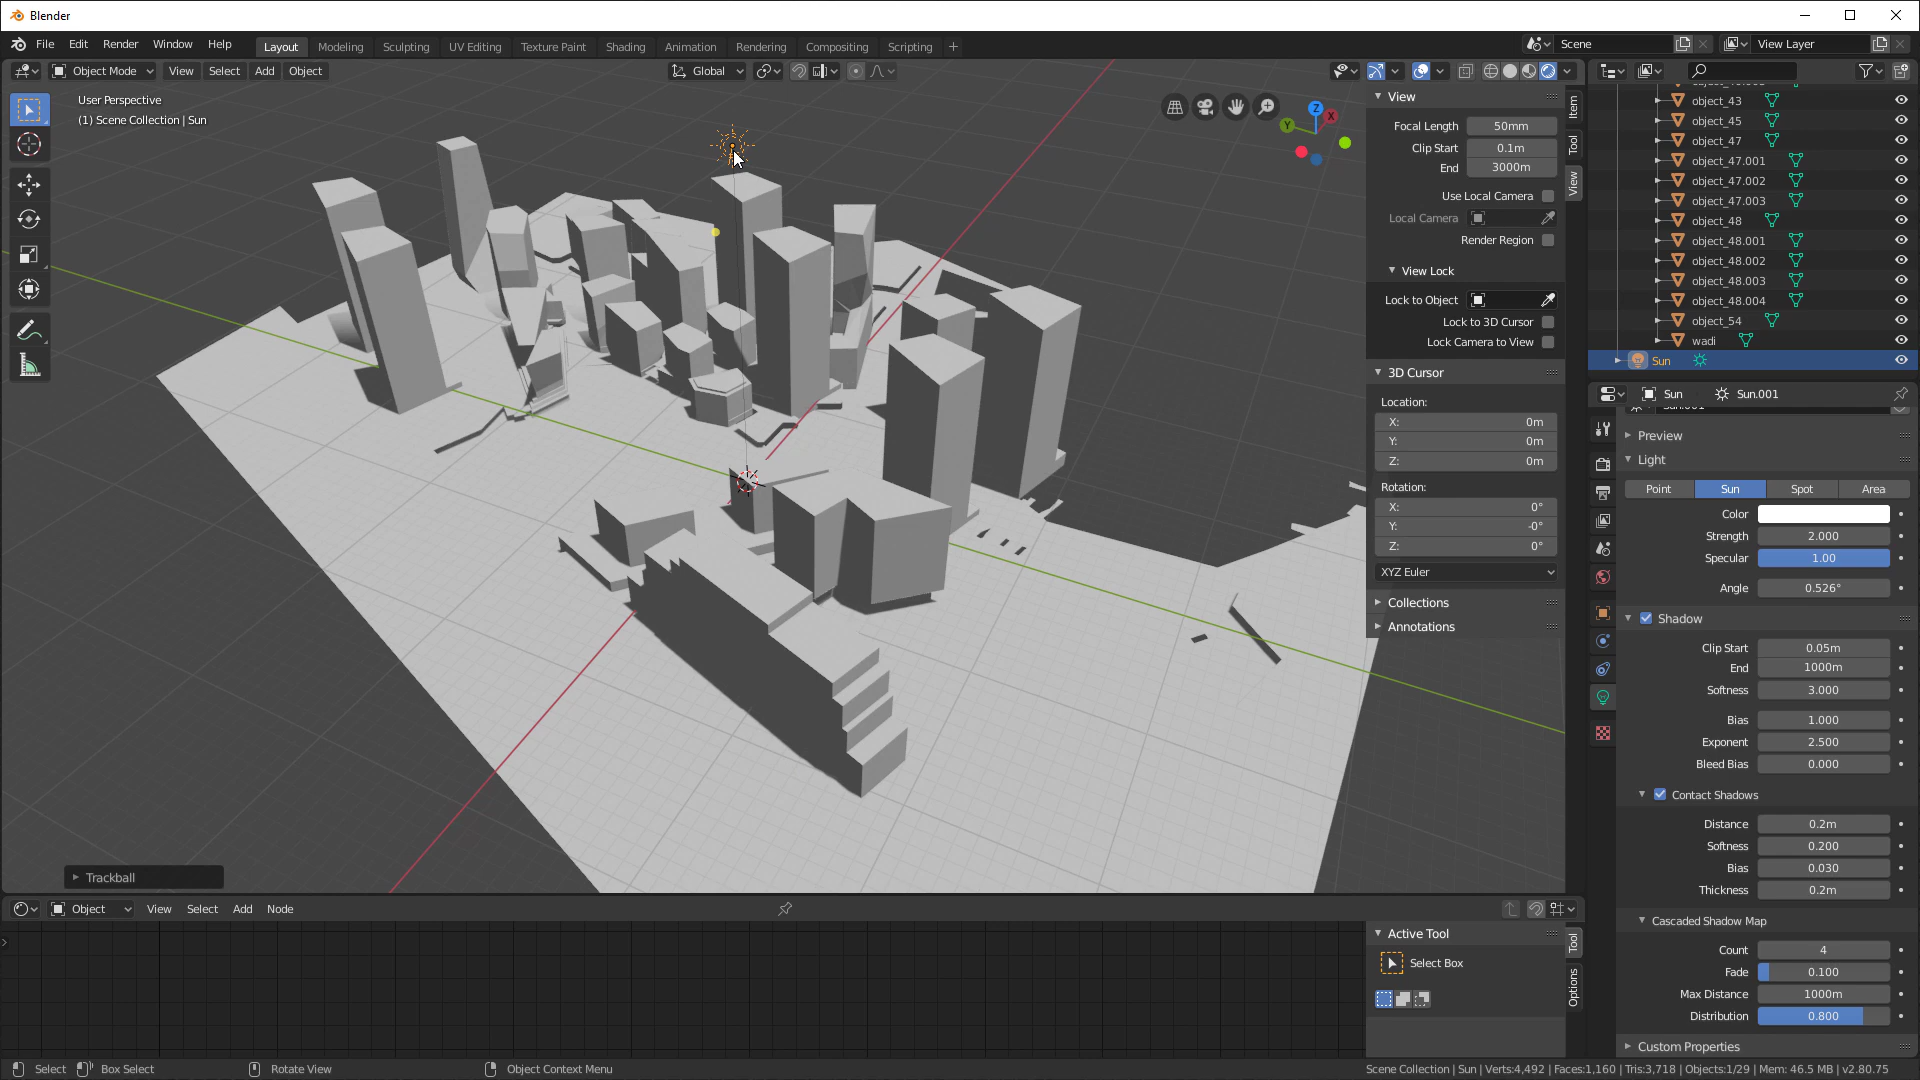 Blender
File Edit Render Window Help
Layout Modeling Sculpting UV Editing Texture Paint Shading Animation Rendering Compositing Scripting +
Scene
View Layer
Object Mode View Select Add Object
Global
User Perspective
(1) Scene Collection | Sun
Z
X
Y
View
Focal Length 50mm
Clip Start 0.1m
End 3000m
Use Local Camera
Local Camera
Render Region
View Lock
Lock to Object
Lock to 3D Cursor
Lock Camera to View
3D Cursor
Location:
X: 0m
Y: 0m
Z: 0m
Rotation:
X: 0°
Y: -0°
Z: 0°
XYZ Euler
Collections
Annotations
Item
Tool
View
object_43
object_45
object_47
object_47.001
object_47.002
object_47.003
object_48
object_48.001
object_48.002
object_48.003
object_48.004
object_54
wadi
Sun
Sun Sun.001
Sun.001
Preview
Light
Point Sun Spot Area
Color
Strength 2.000
Specular 1.00
Angle 0.526°
Shadow
Clip Start 0.05m
End 1000m
Softness 3.000
Bias 1.000
Exponent 2.500
Bleed Bias 0.000
Contact Shadows
Distance 0.2m
Softness 0.200
Bias 0.030
Thickness 0.2m
Cascaded Shadow Map
Count 4
Fade 0.100
Max Distance 1000m
Distribution 0.800
Custom Properties
Trackball
Object View Select Add Node
Active Tool
Select Box
Tool
Options
Select Box Select Rotate View Object Context Menu
Scene Collection | Sun | Verts:4,492 | Faces:1,160 | Tris:3,718 | Objects:1/29 | Mem: 46.5 MB | v2.80.75